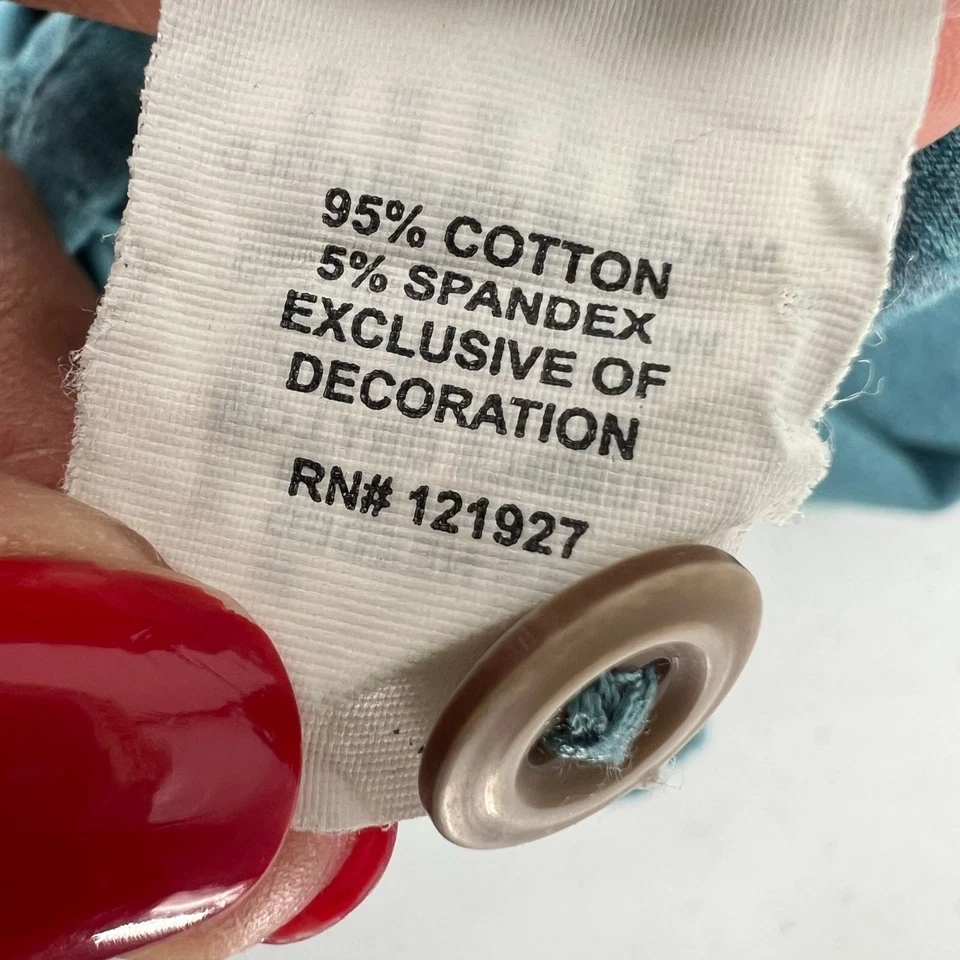 95% COTTON
5% SPANDEX
EXCLUSIVE OF
DECORATION
RN# 121927